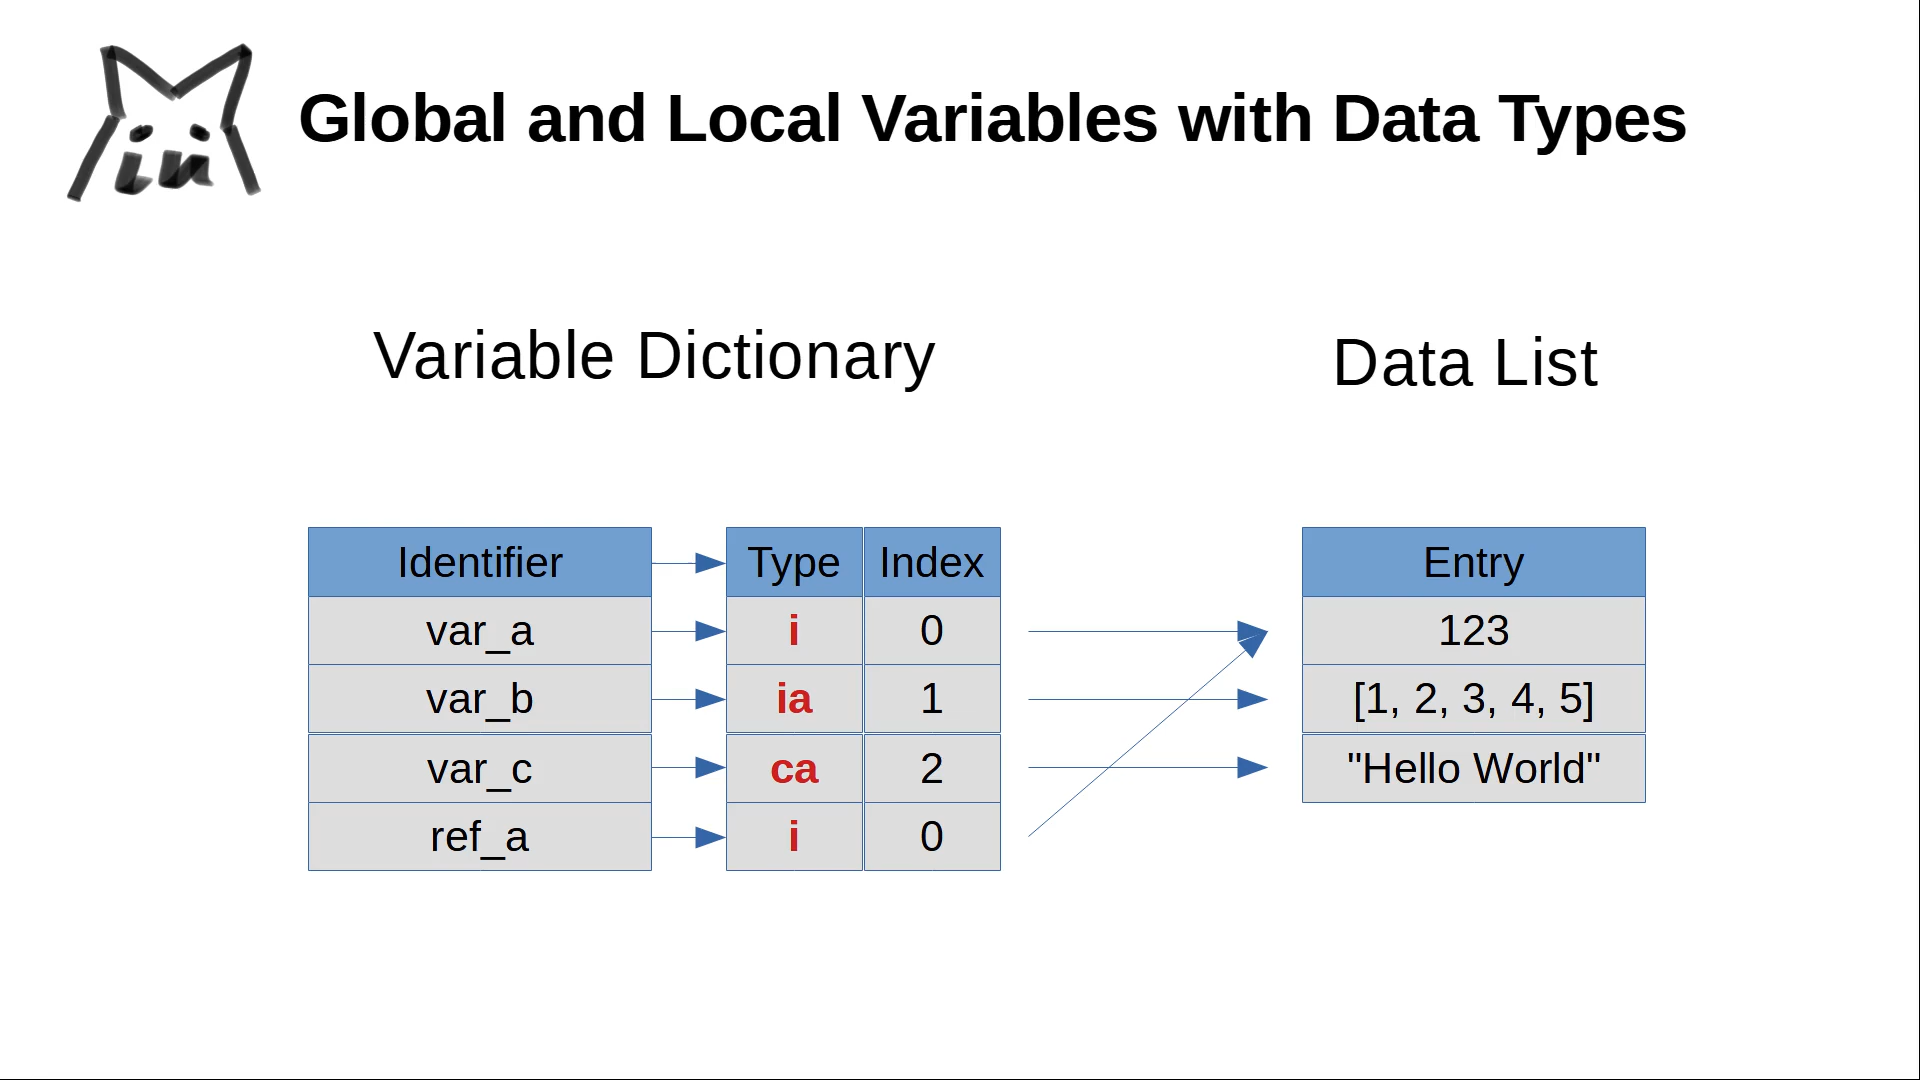 Min
Global and Local Variables with Data Types
Variable Dictionary
Data List
Identifier Type Index Entry
var_a i 0 123
var_b ia 1 [1, 2, 3, 4, 5]
var_c ca 2 "Hello World"
ref_a i 0